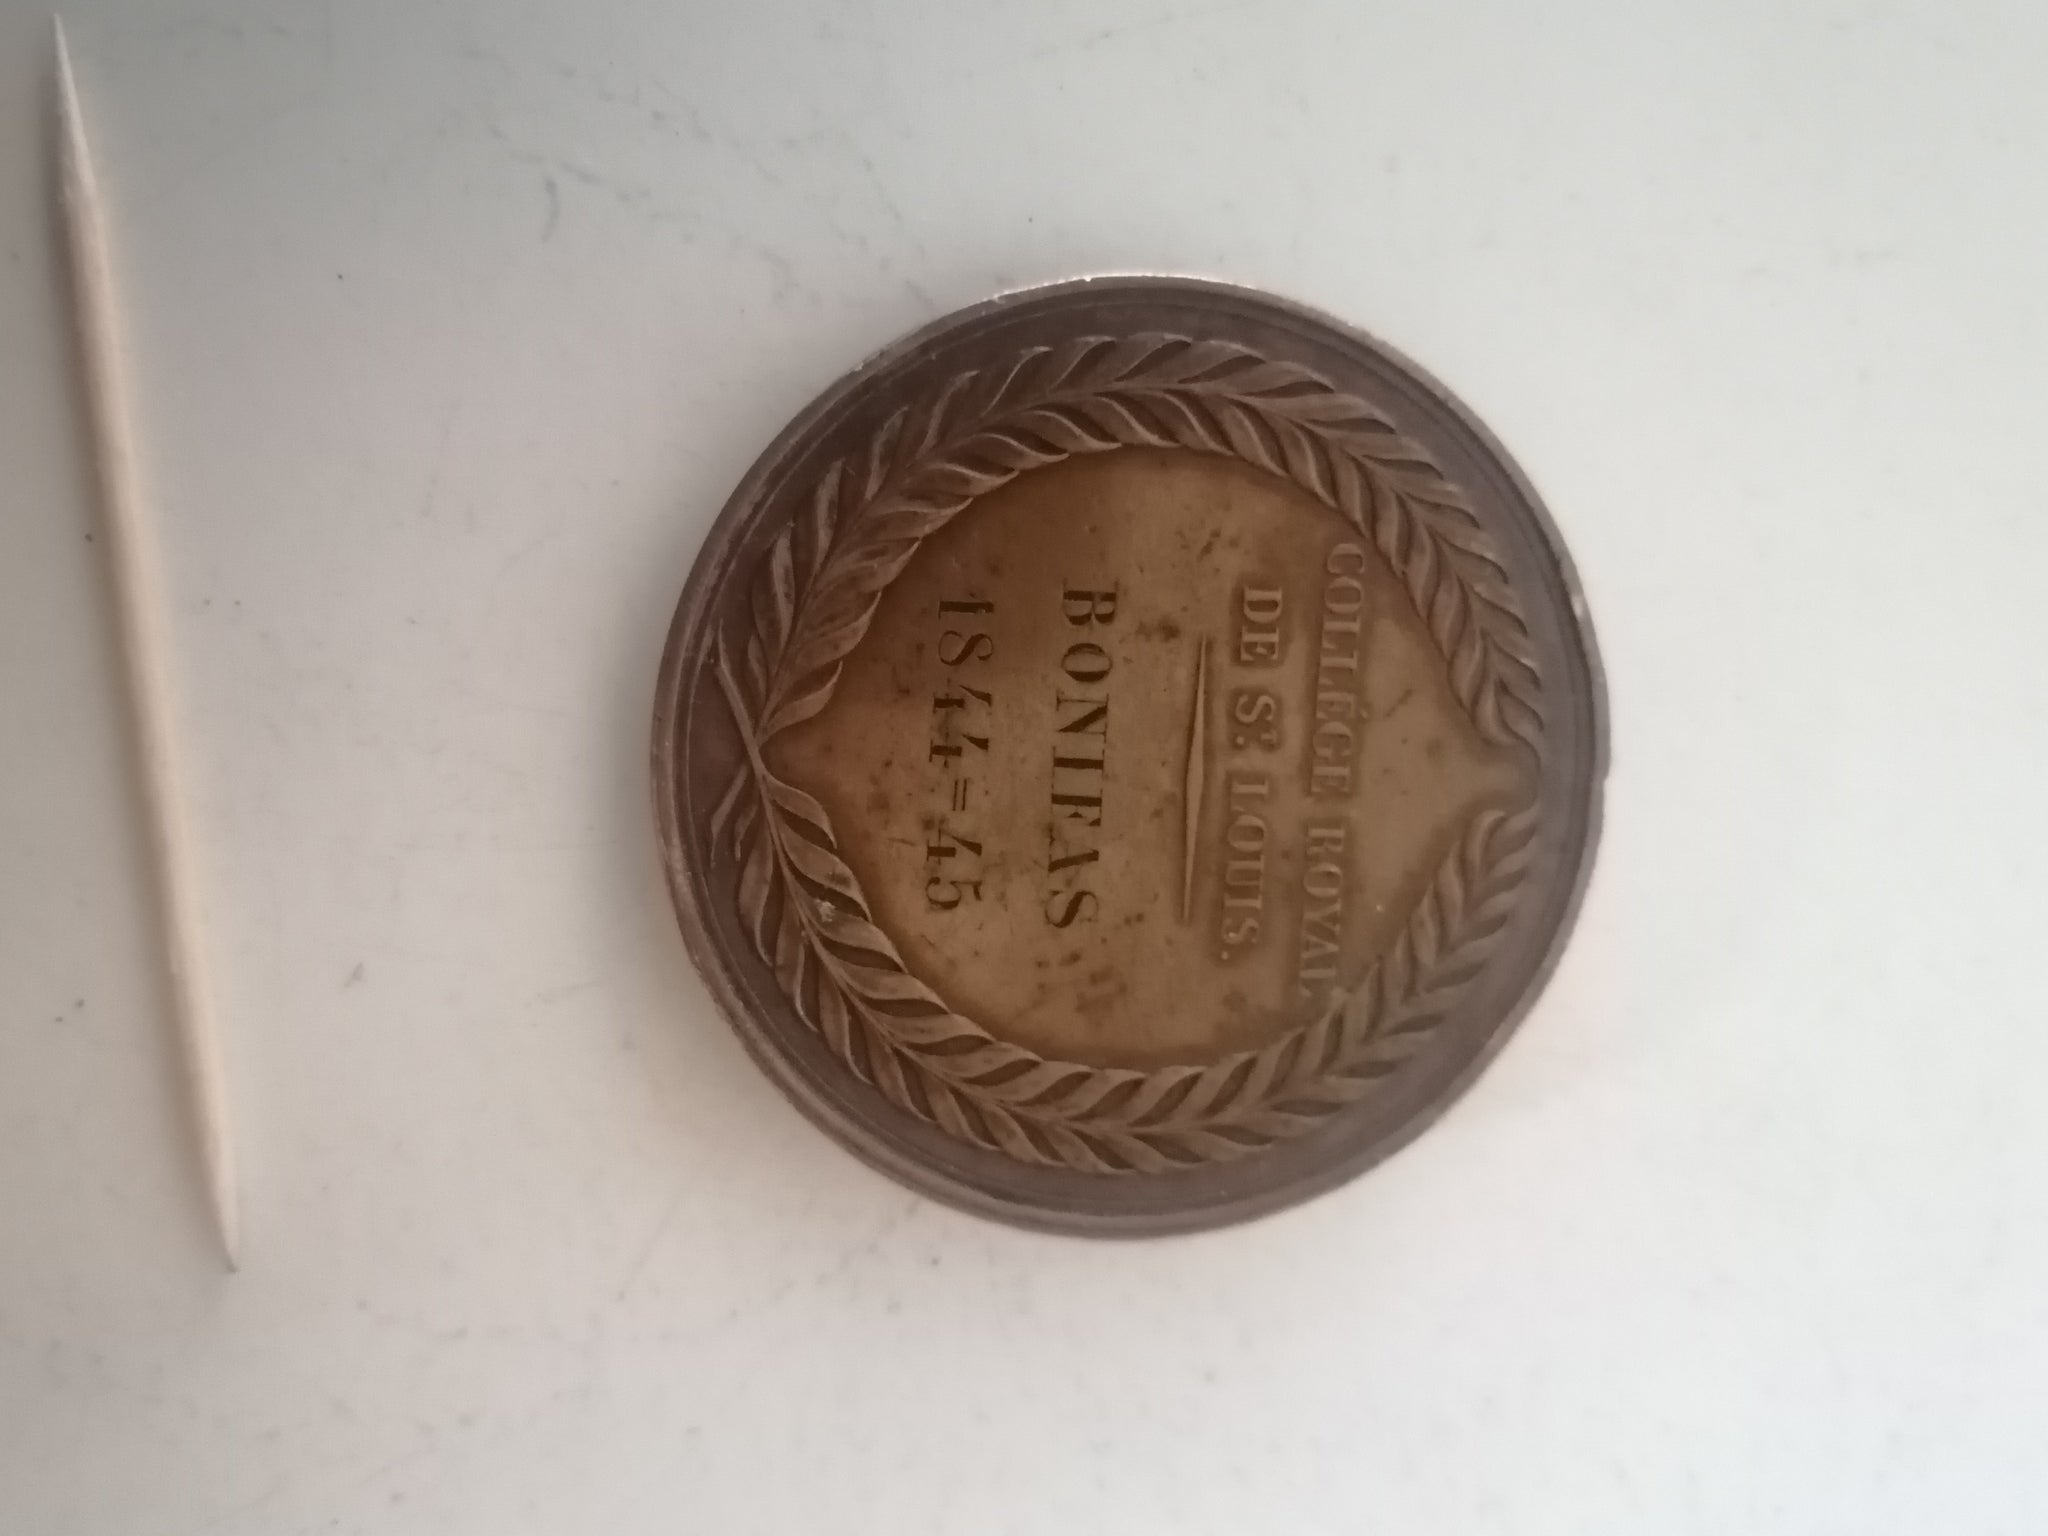 COLLÉGE ROYAL
DE ST. LOUIS.
BONIFAS
1844=45